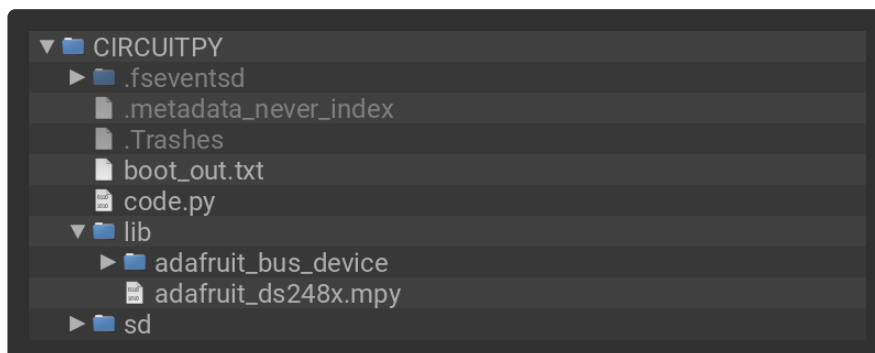 CIRCUITPY
.fseventsd
.metadata_never_index
.Trashes
boot_out.txt
code.py
lib
adafruit_bus_device
adafruit_ds248x.mpy
sd